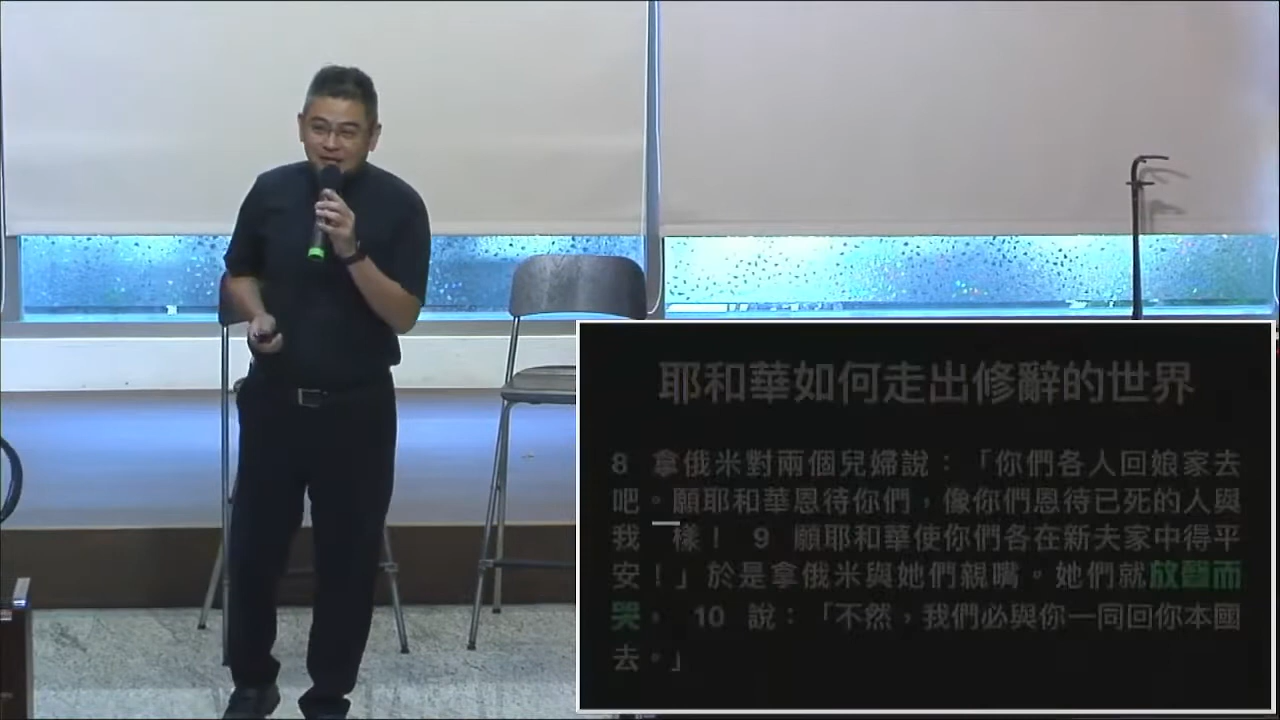 耶和華如何走出修辭的世界
8 拿俄米對兩個兒婦說：「你們各人回娘家去
吧。願耶和華恩待你們，像你們恩待已死的人與
我一樣！ 9 願耶和華使你們各在新夫家中得平
安！」於是拿俄米與她們親嘴。她們就放聲而
哭， 10 說：「不然，我們必與你一同回你本國
去。」